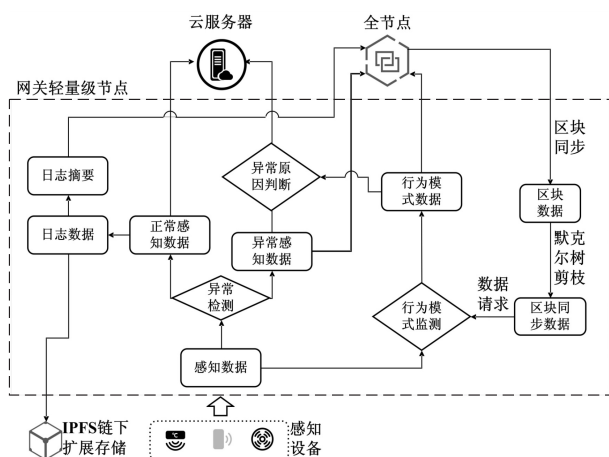 云服务器
全节点
网关轻量级节点
区块
同步
日志摘要
异常原
因判断
行为模
式数据
区块
数据
日志数据
正常感
知数据
异常感
知数据
默克
尔树
剪枝
异常
检测
数据
请求
行为模
式监测
区块同
步数据
感知数据
IPFS链下
扩展存储
℃
感知
设备